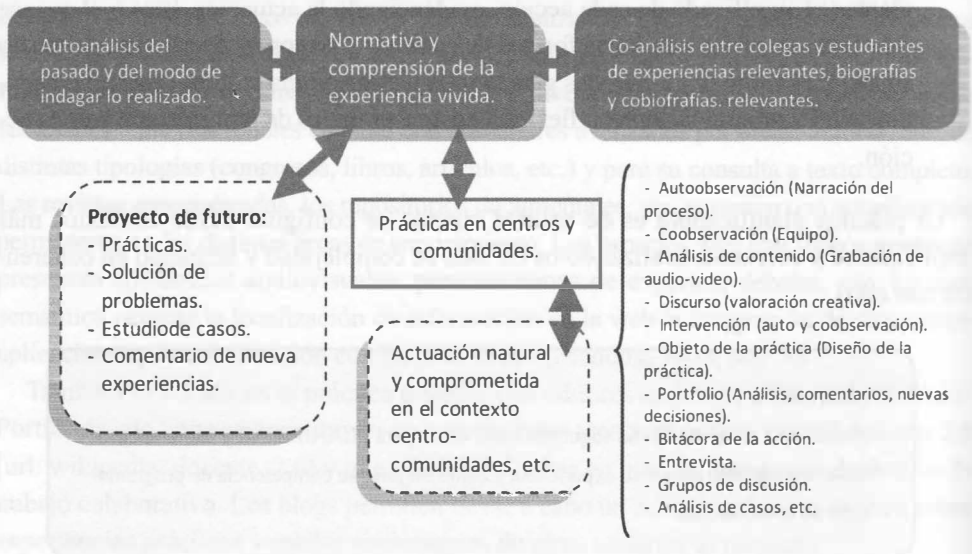 Autoanálisis del
pasado y del modo de
indagar lo realizado.
Normativa y
comprensión de la
experiencia vivida.
Co-análisis entre colegas y estudiantes
de experiencias relevantes, biografías
y cobiofrafías. relevantes.
Proyecto de futuro:
- Prácticas.
- Solución de
problemas.
- Estudiode casos.
- Comentario de nueva
experiencias.
Prácticas en centros y
comunidades
Actuación natural
y comprometida
en el contexto
centro-
comunidades, etc.
- Autoobservación (Narración del
proceso).
- Coobservación (Equipo).
- Análisis de contenido (Grabación de
audio-video).
- Discurso (valoración creativa).
- Intervención (auto y coobservación).
- Objeto de la práctica (Diseño de la
práctica).
- Portfolio (Análisis, comentarios, nuevas
decisiones).
- Bitácora de la acción.
- Entrevista.
- Grupos de discusión.
- Análisis de casos, etc.